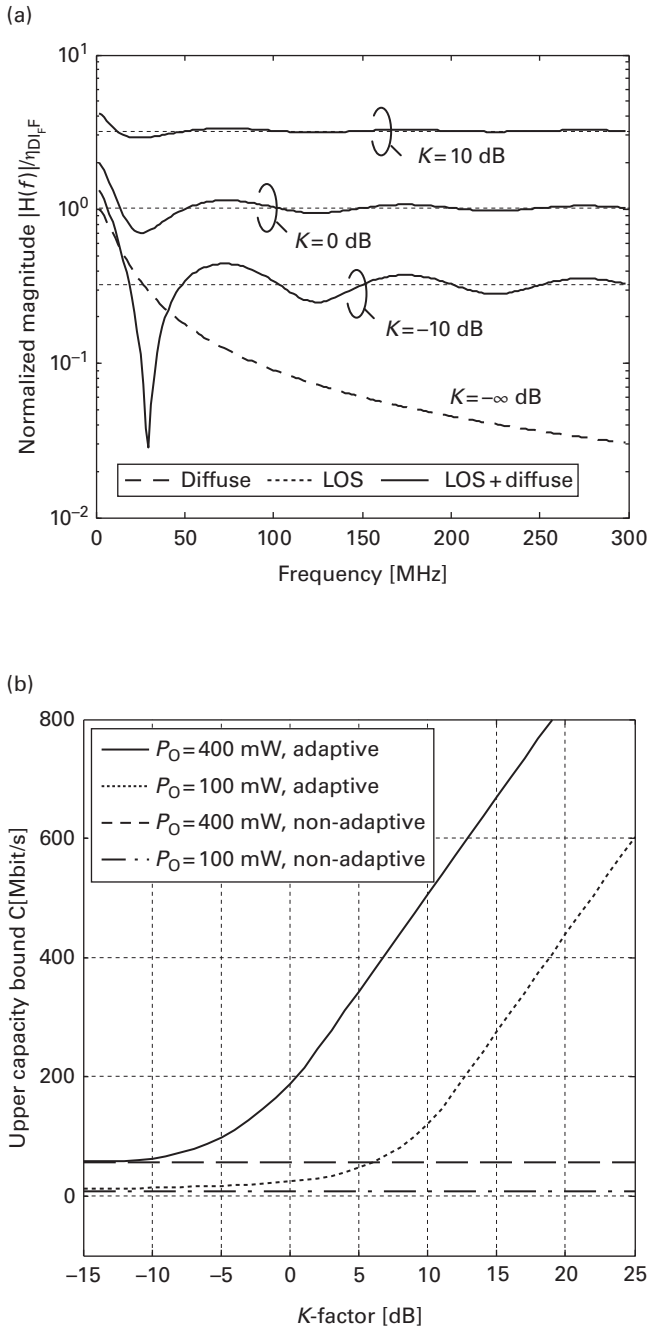 (a)
Normalized magnitude |H(f)|/ηDI_F F
10^1
10^0
10^−1
10^−2
K=10 dB
K=0 dB
K=−10 dB
K=−∞ dB
Diffuse LOS LOS+diffuse
0 50 100 150 200 250 300
Frequency [MHz]
(b)
Upper capacity bound C[Mbit/s]
800
600
400
200
0
P_O=400 mW, adaptive
P_O=100 mW, adaptive
P_O=400 mW, non-adaptive
P_O=100 mW, non-adaptive
−15 −10 −5 0 5 10 15 20 25
K-factor [dB]